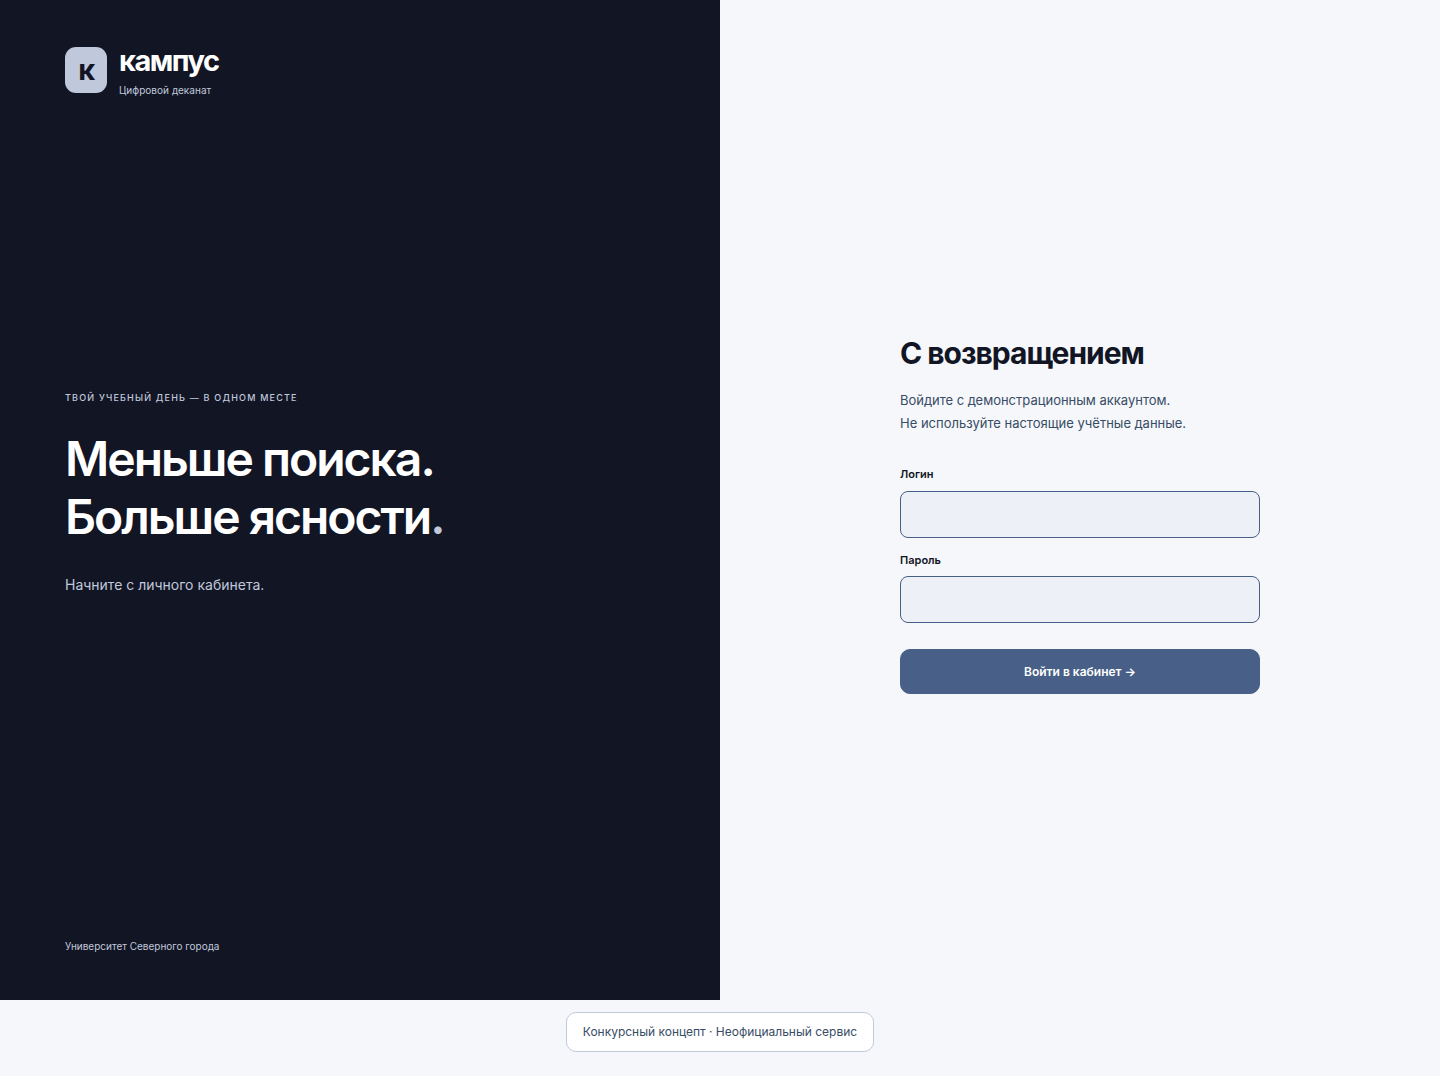 к
кампус
Цифровой деканат
ТВОЙ УЧЕБНЫЙ ДЕНЬ — В ОДНОМ МЕСТЕ
Меньше поиска.
Больше ясности.
Начните с личного кабинета.
Университет Северного города
С возвращением
Войдите с демонстрационным аккаунтом.
Не используйте настоящие учётные данные.
Логин
Пароль
Войти в кабинет →
Конкурсный концепт · Неофициальный сервис